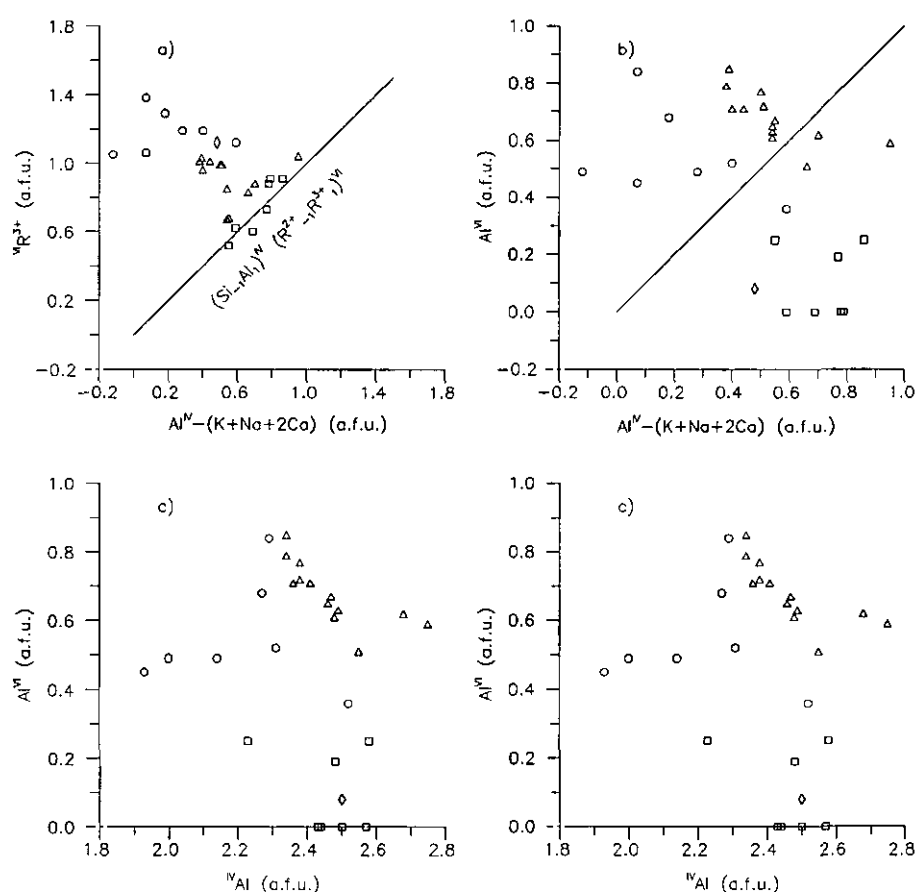 a)
1.8
1.4
1.0
0.6
0.2
−0.2
ⱽᴵR³⁺ (a.f.u.)
(Si₋₁Al₁)ᴵⱽ (R²⁺₋₁R³⁺₁)ⱽᴵ
−0.2 0.2 0.6 1.0 1.4 1.8
Alᴵⱽ−(K+Na+2Ca) (a.f.u.)
b)
1.0
0.8
0.6
0.4
0.2
0.0
−0.2
Alⱽᴵ (a.f.u.)
−0.2 0.0 0.2 0.4 0.6 0.8 1.0
Alᴵⱽ−(K+Na+2Ca) (a.f.u.)
c)
1.0
0.8
0.6
0.4
0.2
0.0
Alⱽᴵ (a.f.u.)
1.8 2.0 2.2 2.4 2.6 2.8
ᴵⱽAl (a.f.u.)
c)
1.0
0.8
0.6
0.4
0.2
0.0
Alⱽᴵ (a.f.u.)
1.8 2.0 2.2 2.4 2.6 2.8
ᴵⱽAl (a.f.u.)